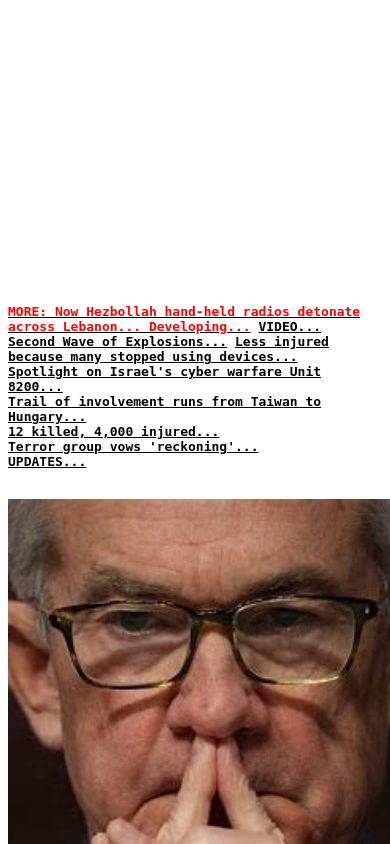 MORE: Now Hezbollah hand-held radios detonate
across Lebanon... Developing... VIDEO...
Second Wave of Explosions... Less injured
because many stopped using devices...
Spotlight on Israel's cyber warfare Unit
8200...
Trail of involvement runs from Taiwan to
Hungary...
12 killed, 4,000 injured...
Terror group vows 'reckoning'...
UPDATES...